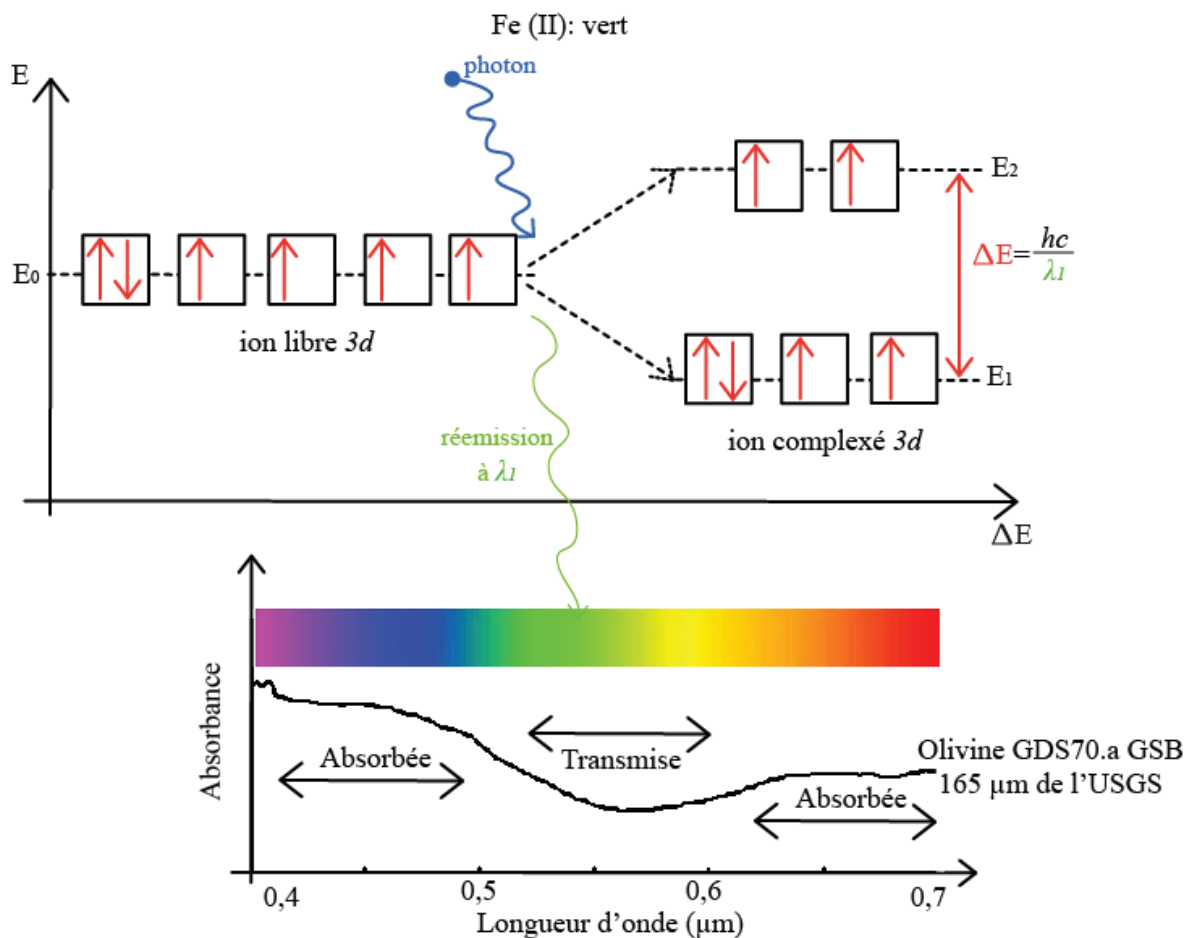 Fe (II): vert
E
photon
E₂
E₀
ΔE=hc/λ1
ion libre 3d
E₁
ion complexé 3d
réemission
à λ1
ΔE
Absorbance
Absorbée
Transmise
Absorbée
Olivine GDS70.a GSB
165 µm de l’USGS
0,4
0,5
0,6
0,7
Longueur d’onde (µm)